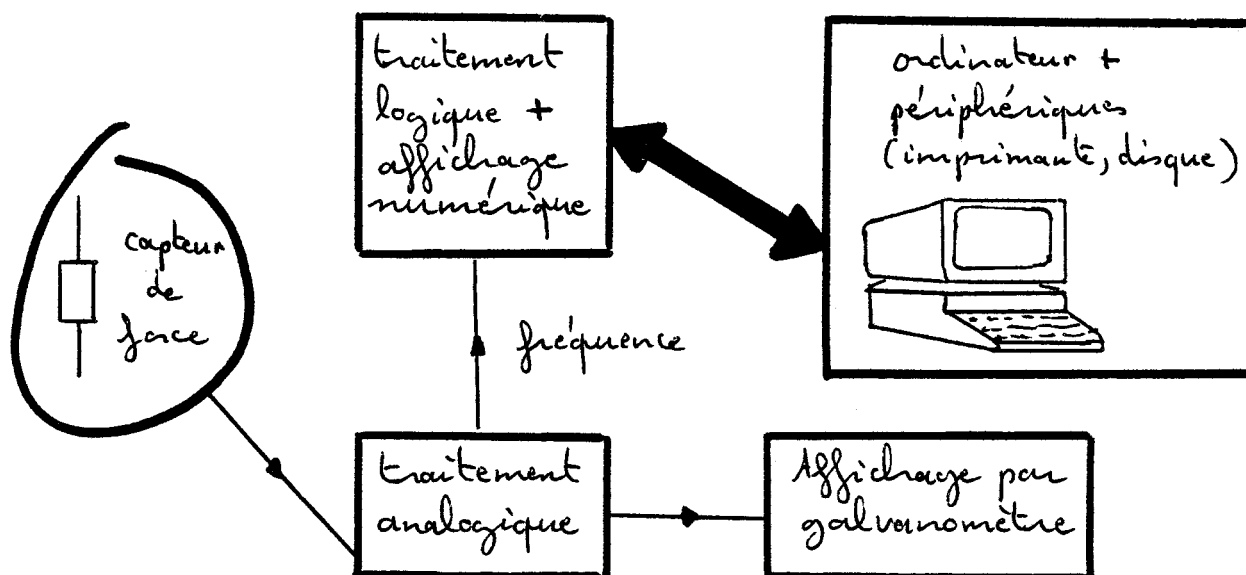 traitement
logique +
affichage
numérique
ordinateur +
périphériques
(imprimante, disque)
capteur
de
force
fréquence
traitement
analogique
Affichage par
galvanomètre